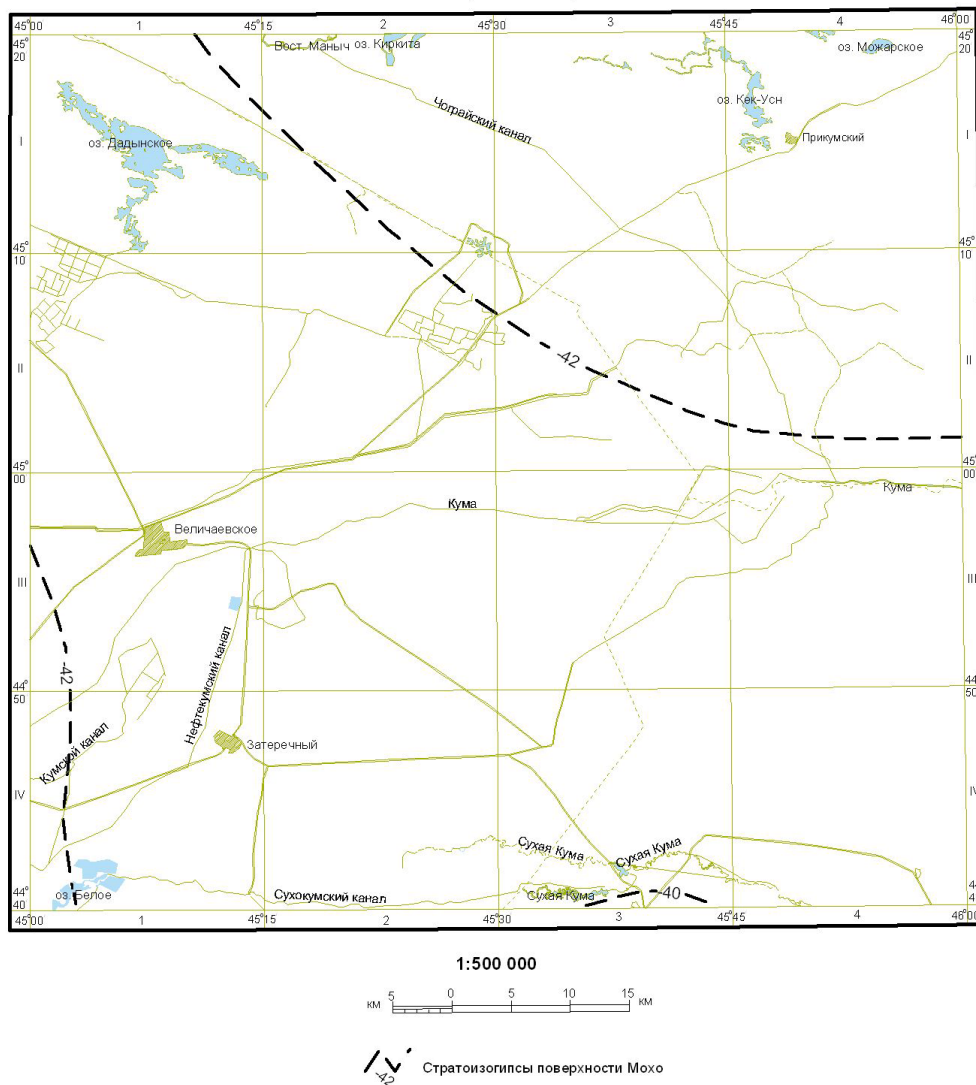 45° 00
1
45° 15
2
45° 30
3
45° 45
4
46° 00
45° 20
45° 20
Вост. Маныч
оз. Киркита
оз. Можарское
оз. Кек-Усн
Чограйский канал
I
оз. Дадынское
Прикумский
I
45° 10
45° 10
II
-42
II
45° 00
45° 00
Кума
Кума
Величаевское
III
III
-42
Нефтекумский канал
44° 50
44° 50
Кумской канал
Затеречный
IV
IV
Сухая Кума
Сухая Кума
44° 40
оз. Белое
Сухокумский канал
Сухая Кума
-40
45° 00
1
45° 15
2
45° 30
3
45° 45
4
46° 00
1:500 000
км 5 0 5 10 15 км
-42
Стратоизогипсы поверхности Мохо